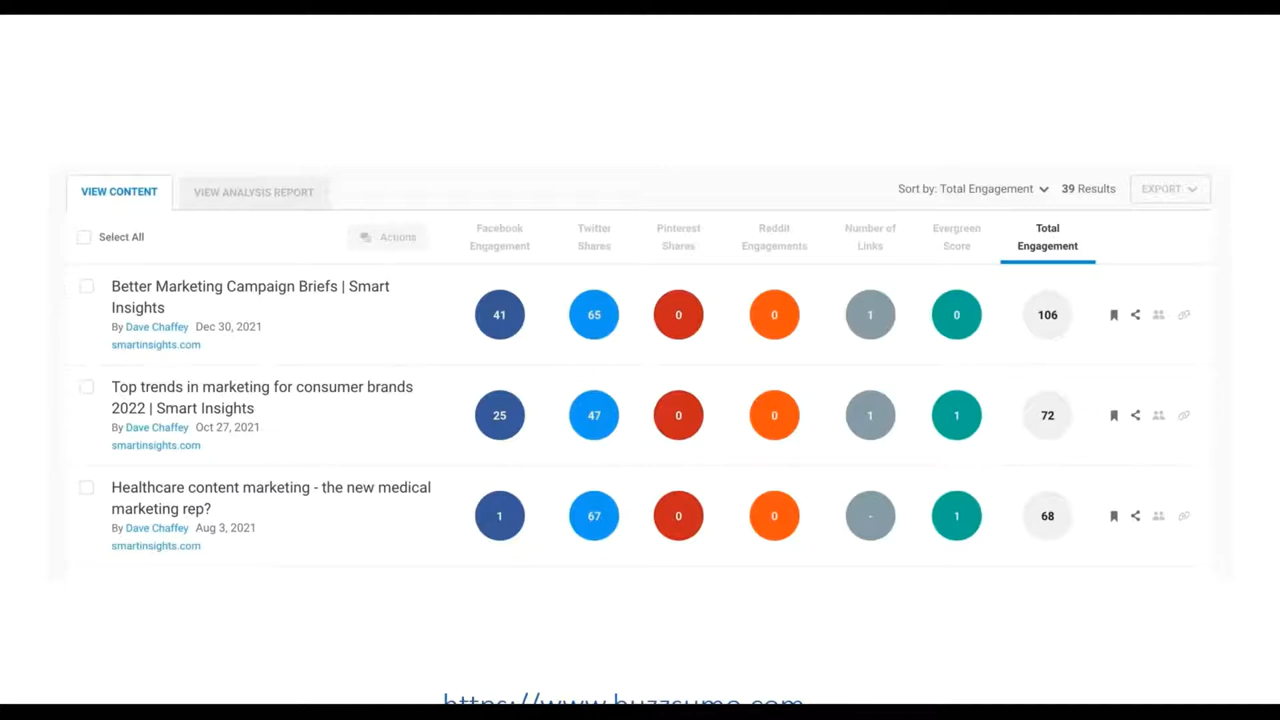 VIEW CONTENT
VIEW ANALYSIS REPORT
Sort by: Total Engagement
39 Results
EXPORT
Select All
Actions
Facebook Engagement
Twitter Shares
Pinterest Shares
Reddit Engagements
Number of Links
Evergreen Score
Total Engagement
Better Marketing Campaign Briefs | Smart
Insights
By Dave Chaffey Dec 30, 2021
smartinsights.com
41 65 0 0 1 0 106
Top trends in marketing for consumer brands
2022 | Smart Insights
By Dave Chaffey Oct 27, 2021
smartinsights.com
25 47 0 0 1 1 72
Healthcare content marketing - the new medical
marketing rep?
By Dave Chaffey Aug 3, 2021
smartinsights.com
1 67 0 0 - 1 68
https://www.buzzsumo.com